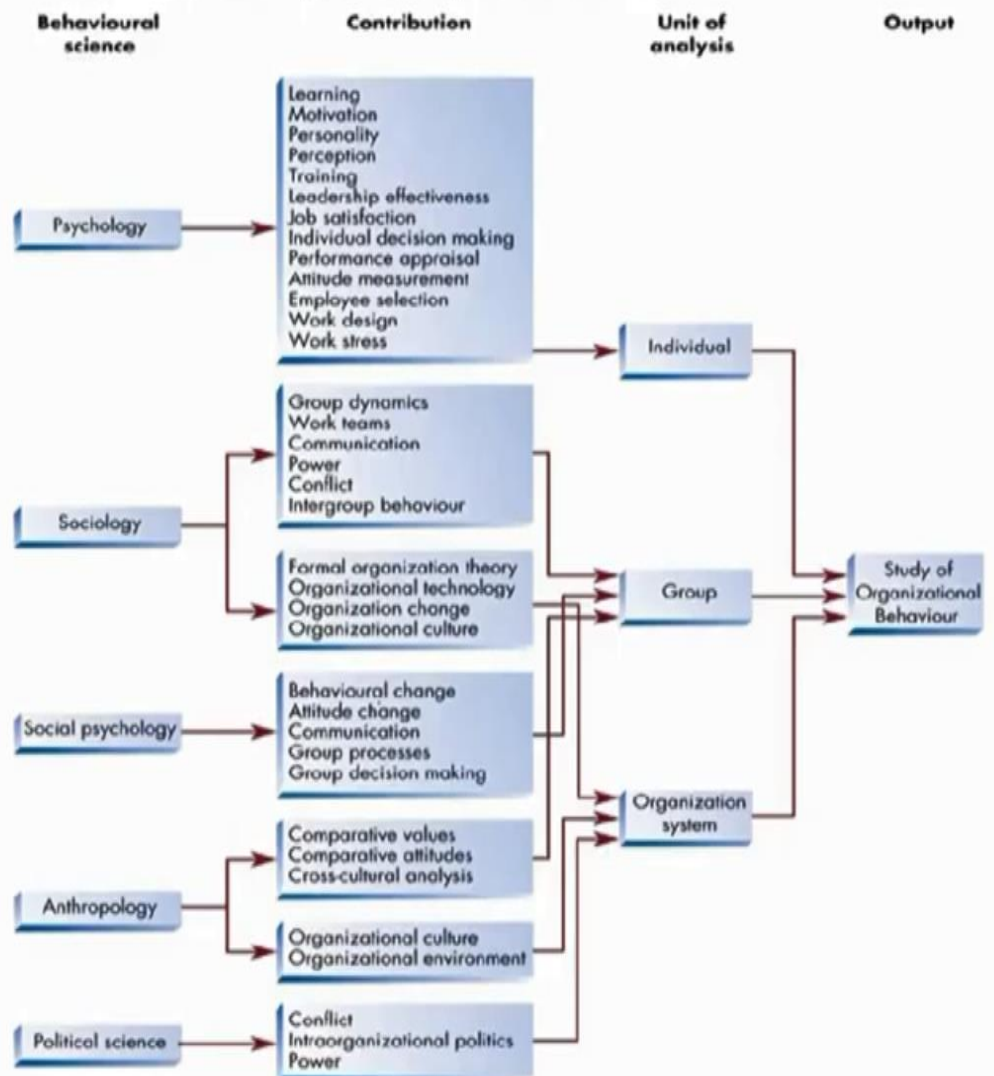 Behavioural
science
Contribution
Unit of
analysis
Output
Psychology
Learning
Motivation
Personality
Perception
Training
Leadership effectiveness
Job satisfaction
Individual decision making
Performance appraisal
Attitude measurement
Employee selection
Work design
Work stress
Individual
Sociology
Group dynamics
Work teams
Communication
Power
Conflict
Intergroup behaviour
Formal organization theory
Organizational technology
Organization change
Organizational culture
Group
Study of
Organizational
Behaviour
Social psychology
Behavioural change
Attitude change
Communication
Group processes
Group decision making
Organization
system
Anthropology
Comparative values
Comparative attitudes
Cross-cultural analysis
Organizational culture
Organizational environment
Political science
Conflict
Intraorganizational politics
Power